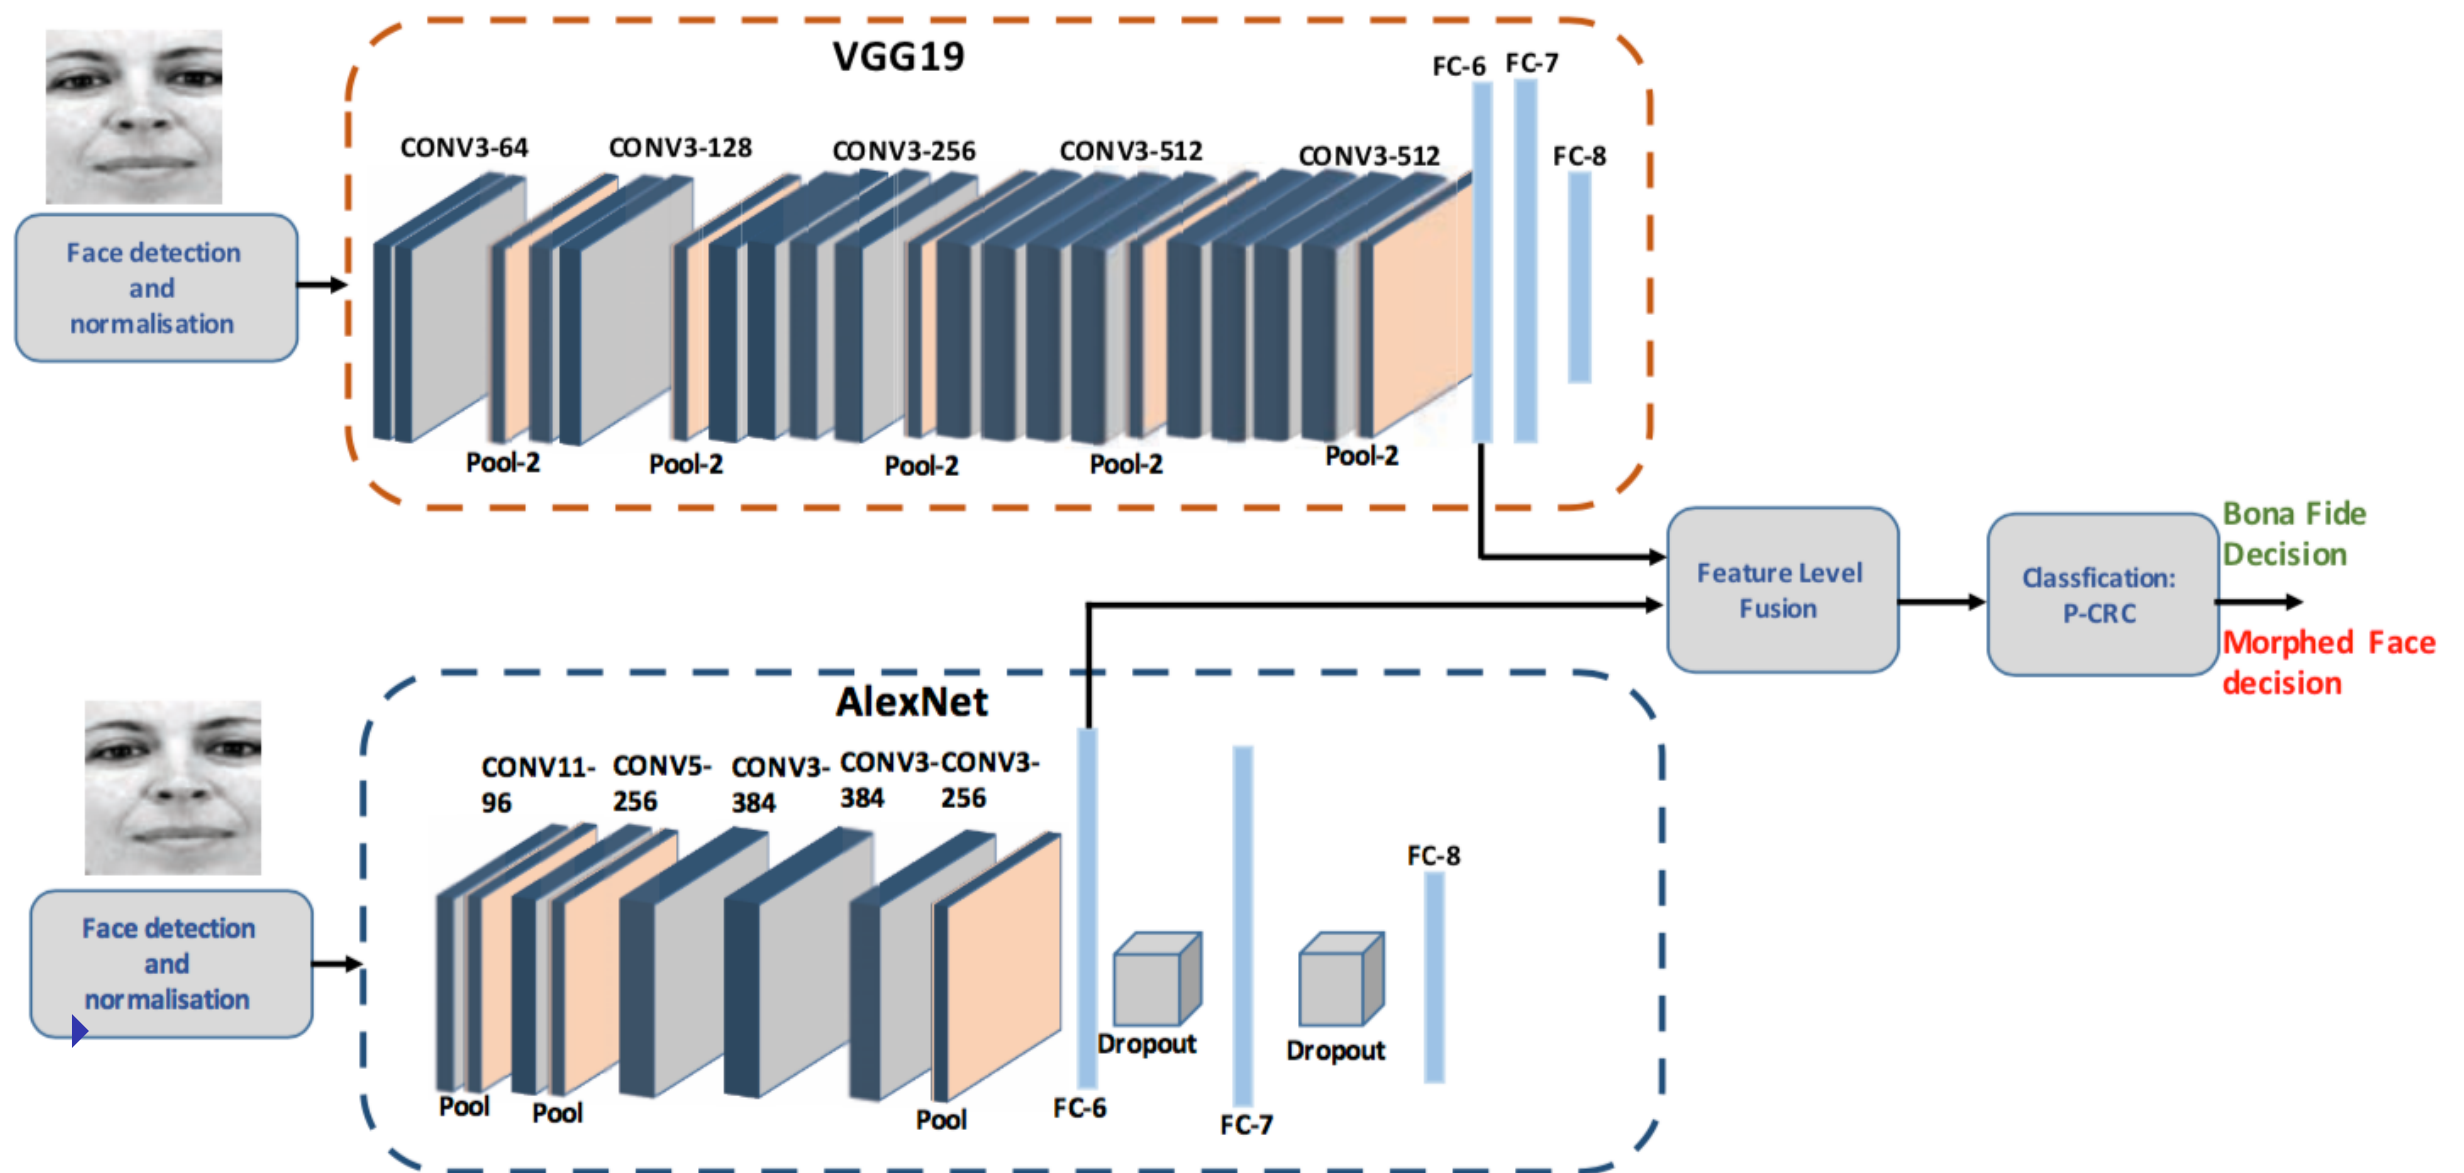 VGG19
FC-6
FC-7
CONV3-64
CONV3-128
CONV3-256
CONV3-512
CONV3-512
FC-8
Face detection
and
normalisation
Pool-2
Pool-2
Pool-2
Pool-2
Pool-2
Feature Level
Fusion
Classfication:
P-CRC
Bona Fide
Decision
Morphed Face
decision
AlexNet
CONV11-
96
CONV5-
256
CONV3-
384
CONV3-
384
CONV3-
256
FC-8
Face detection
and
normalisation
Dropout
Dropout
Pool
Pool
Pool
FC-6
FC-7